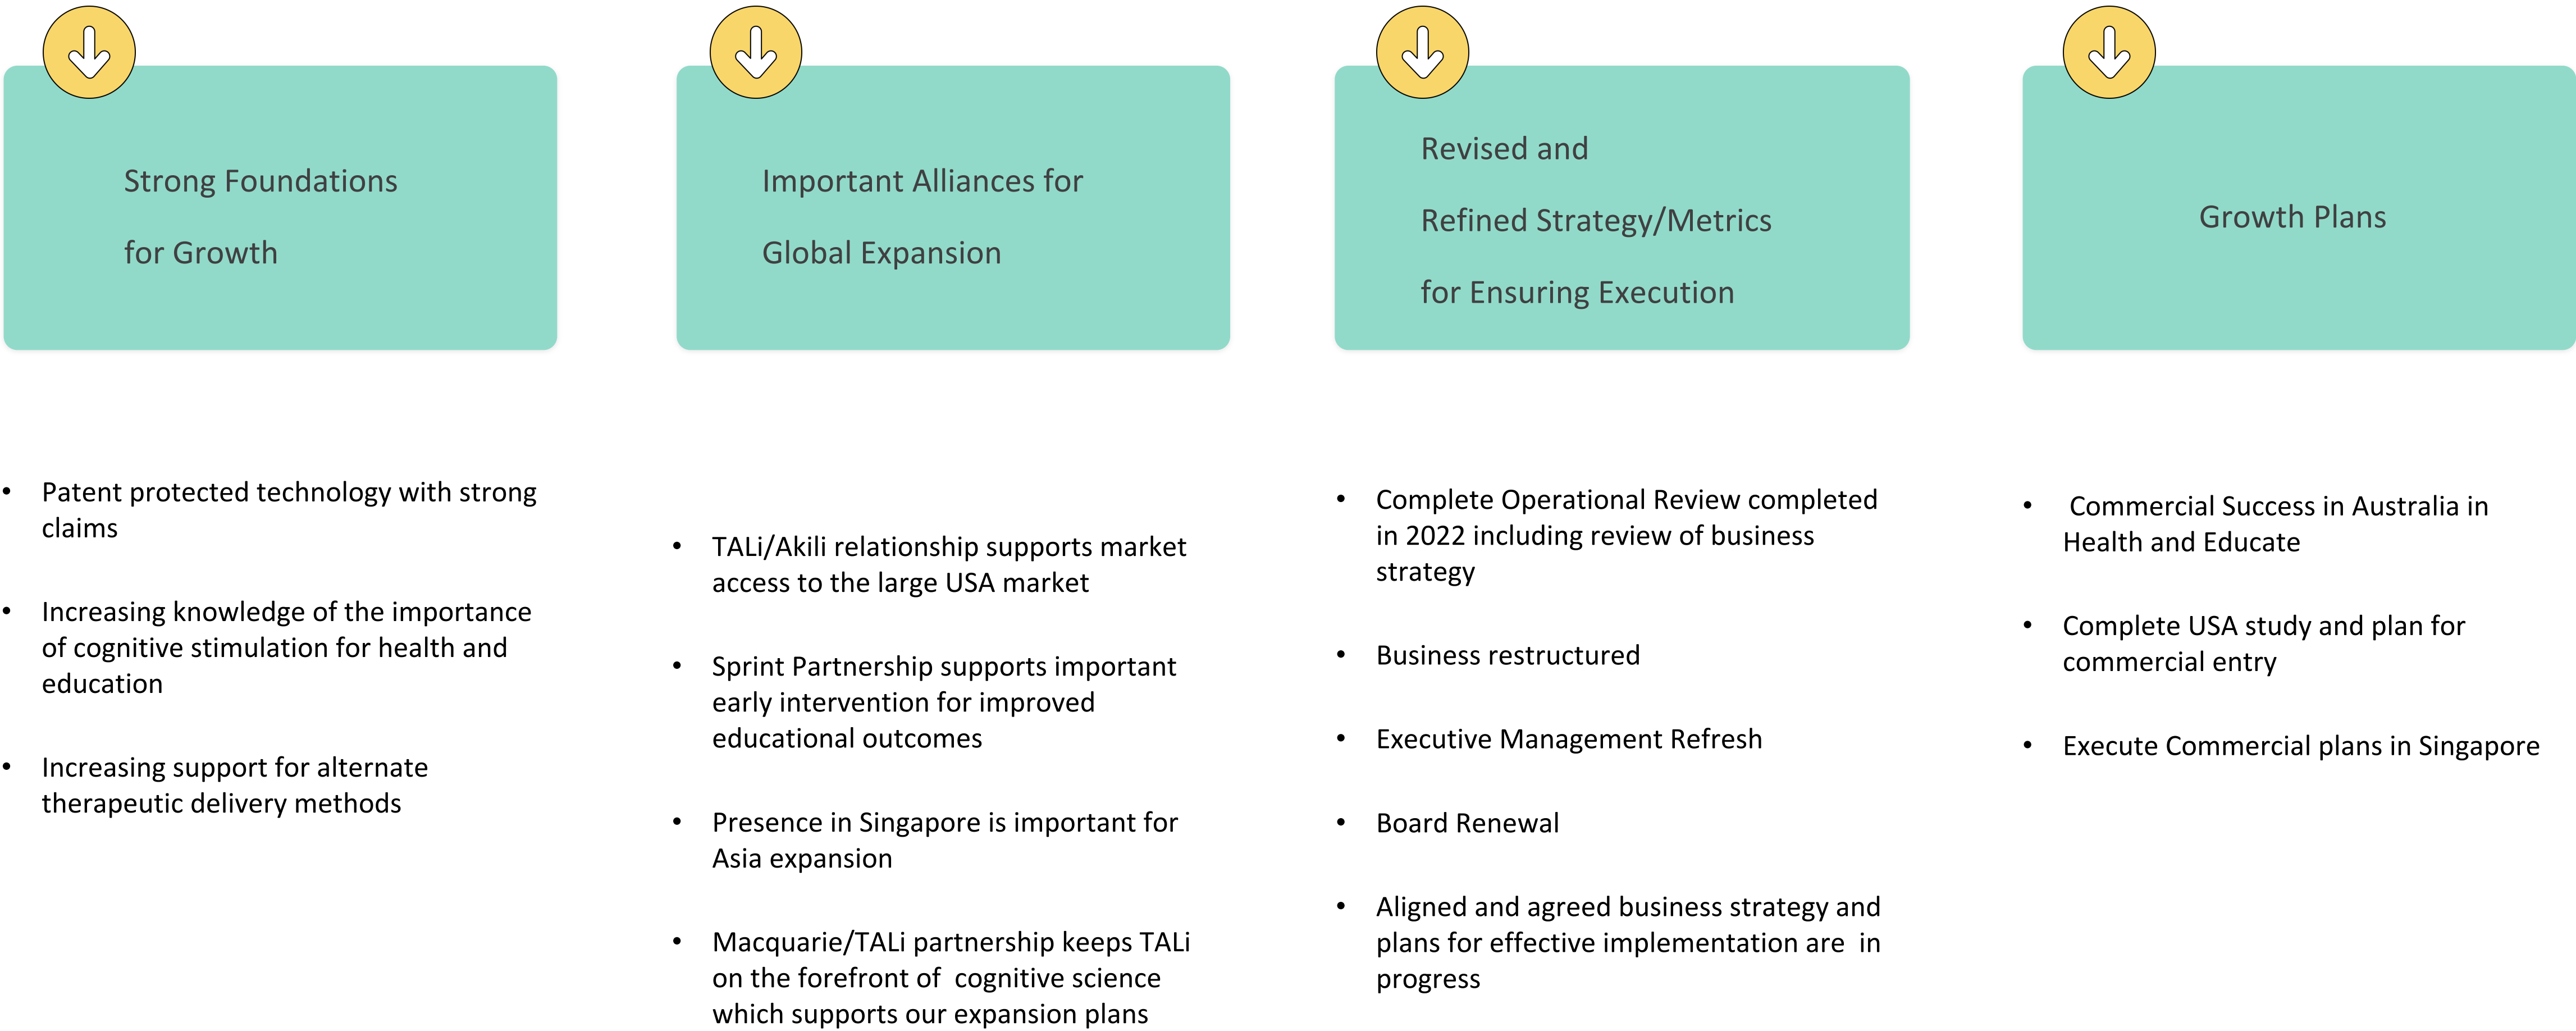 Strong Foundations
for Growth
• Patent protected technology with strong
claims
• Increasing knowledge of the importance
of cognitive stimulation for health and
education
• Increasing support for alternate
therapeutic delivery methods
Important Alliances for
Global Expansion
• TALi/Akili relationship supports market
access to the large USA market
• Sprint Partnership supports important
early intervention for improved
educational outcomes
• Presence in Singapore is important for
Asia expansion
• Macquarie/TALi partnership keeps TALi
on the forefront of  cognitive science
which supports our expansion plans
Revised and
Refined Strategy/Metrics
for Ensuring Execution
• Complete Operational Review completed
in 2022 including review of business
strategy
• Business restructured
• Executive Management Refresh
• Board Renewal
• Aligned and agreed business strategy and
plans for effective implementation are  in
progress
Growth Plans
• Commercial Success in Australia in
Health and Educate
• Complete USA study and plan for
commercial entry
• Execute Commercial plans in Singapore